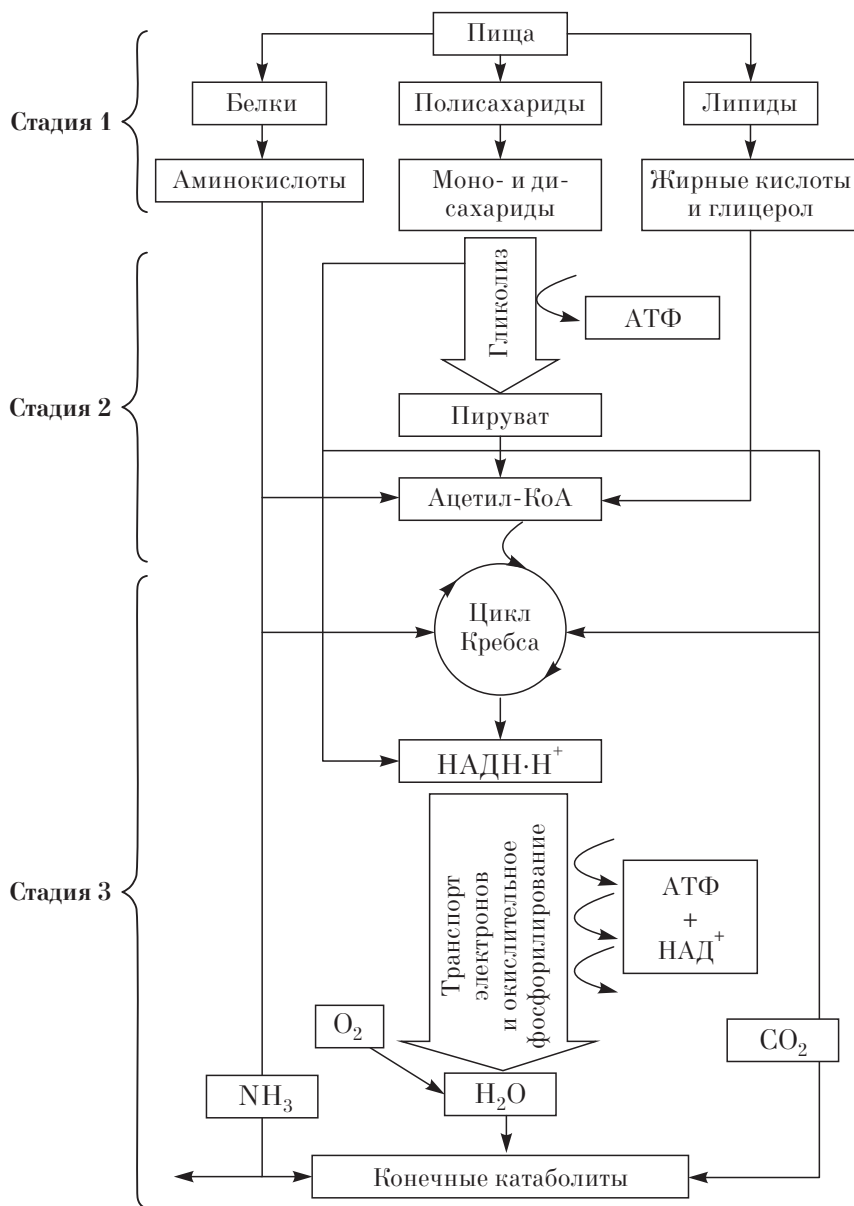 Пища
Белки
Полисахариды
Липиды
Стадия 1
Аминокислоты
Моно- и ди-
сахариды
Жирные кислоты
и глицерол
Гликолиз
АТФ
Стадия 2
Пируват
Ацетил-КоА
Цикл
Кребса
НАДН·Н⁺
Стадия 3
Транспорт
электронов
и окислительное
фосфорилирование
АТФ
+
НАД⁺
O₂
CO₂
NH₃
H₂O
Конечные катаболиты